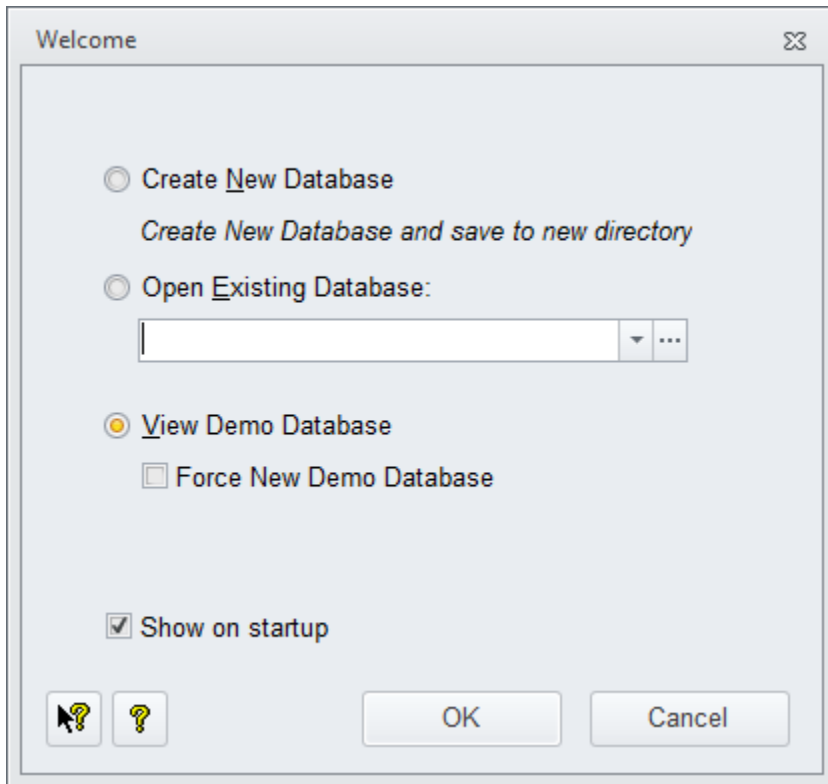 Welcome
Create New Database
Create New Database and save to new directory
Open Existing Database:
View Demo Database
Force New Demo Database
Show on startup
OK
Cancel